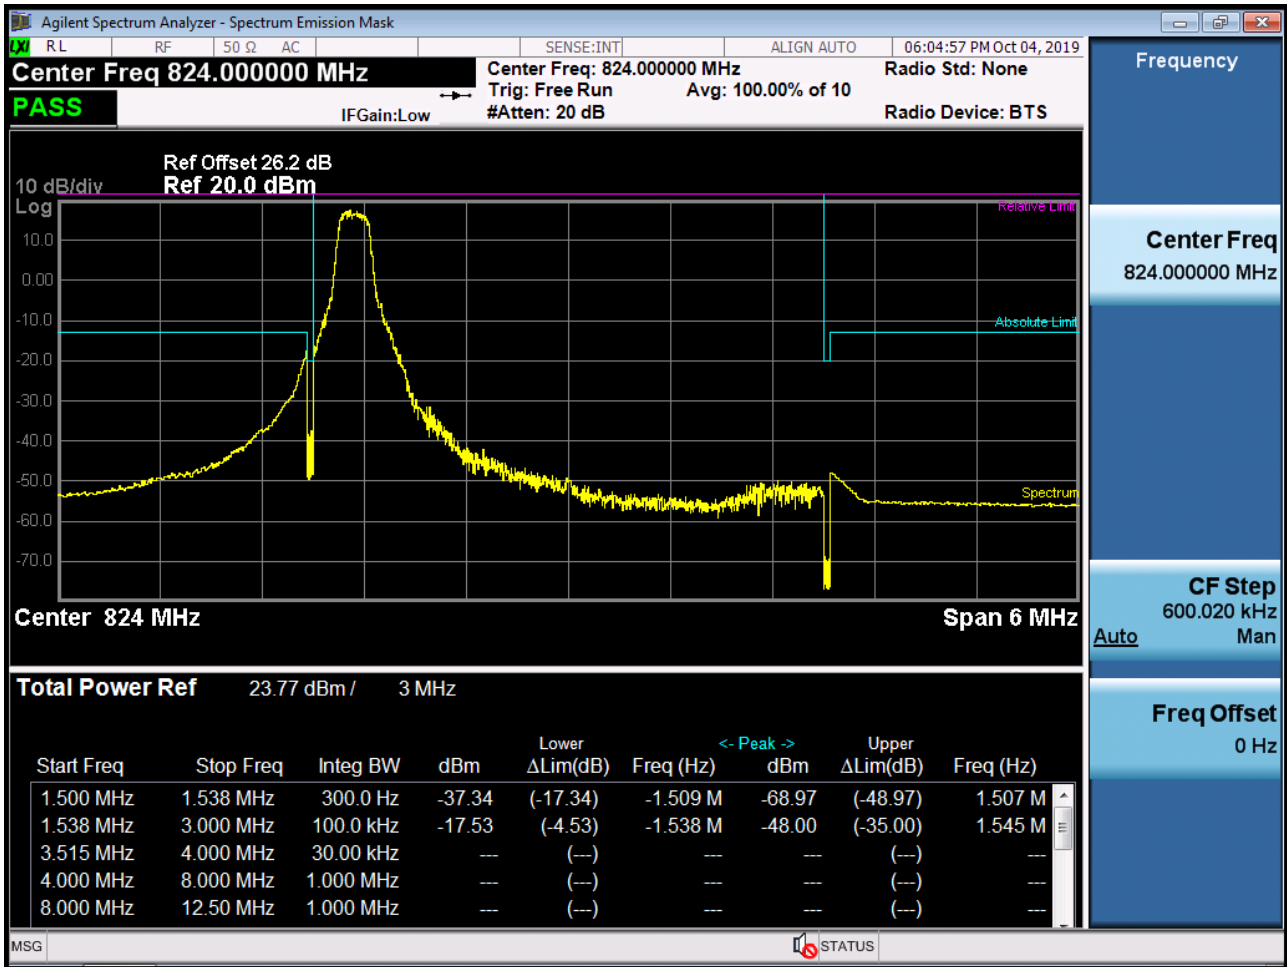 Agilent Spectrum Analyzer - Spectrum Emission Mask
LXI RL RF 50 Ω AC SENSE:INT ALIGN AUTO 06:04:57 PM Oct 04, 2019
Center Freq 824.000000 MHz Center Freq: 824.000000 MHz Radio Std: None
Trig: Free Run Avg: 100.00% of 10
PASS IFGain:Low #Atten: 20 dB Radio Device: BTS
Ref Offset 26.2 dB
10 dB/div Ref 20.0 dBm
Log
Relative Limit
10.0
0.00
-10.0
Absolute Limit
-20.0
-30.0
-40.0
-50.0
Spectrum
-60.0
-70.0
Center 824 MHz Span 6 MHz
Total Power Ref 23.77 dBm / 3 MHz
Lower <- Peak -> Upper
Start Freq Stop Freq Integ BW dBm ΔLim(dB) Freq (Hz) dBm ΔLim(dB) Freq (Hz)
1.500 MHz 1.538 MHz 300.0 Hz -37.34 (-17.34) -1.509 M -68.97 (-48.97) 1.507 M
1.538 MHz 3.000 MHz 100.0 kHz -17.53 (-4.53) -1.538 M -48.00 (-35.00) 1.545 M
3.515 MHz 4.000 MHz 30.00 kHz --- (---) --- --- (---) ---
4.000 MHz 8.000 MHz 1.000 MHz --- (---) --- --- (---) ---
8.000 MHz 12.50 MHz 1.000 MHz --- (---) --- --- (---) ---
MSG STATUS
Frequency
Center Freq
824.000000 MHz
CF Step
600.020 kHz
Auto Man
Freq Offset
0 Hz